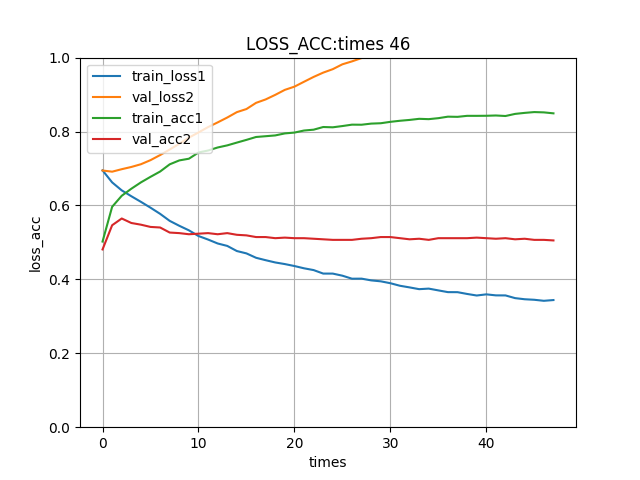 LOSS_ACC:times 46
train_loss1
val_loss2
train_acc1
val_acc2
loss_acc
1.0
0.8
0.6
0.4
0.2
0.0
0 10 20 30 40
times